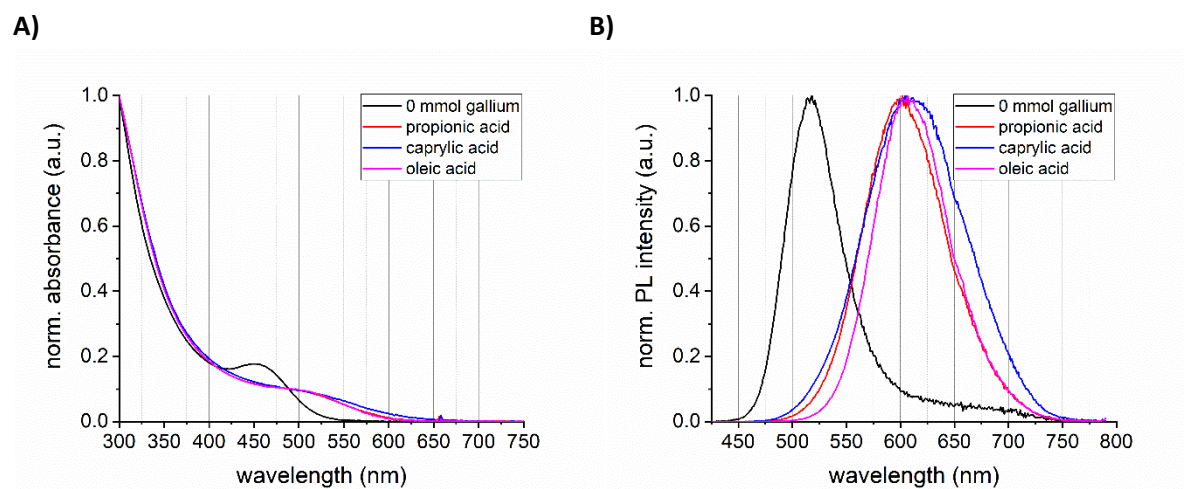 A)
B)
norm. absorbance (a.u.)
1.0
0.8
0.6
0.4
0.2
0.0
0 mmol gallium
propionic acid
caprylic acid
oleic acid
300 350 400 450 500 550 600 650 700 750
wavelength (nm)
norm. PL intensity (a.u.)
1.0
0.8
0.6
0.4
0.2
0.0
0 mmol gallium
propionic acid
caprylic acid
oleic acid
450 500 550 600 650 700 750 800
wavelength (nm)